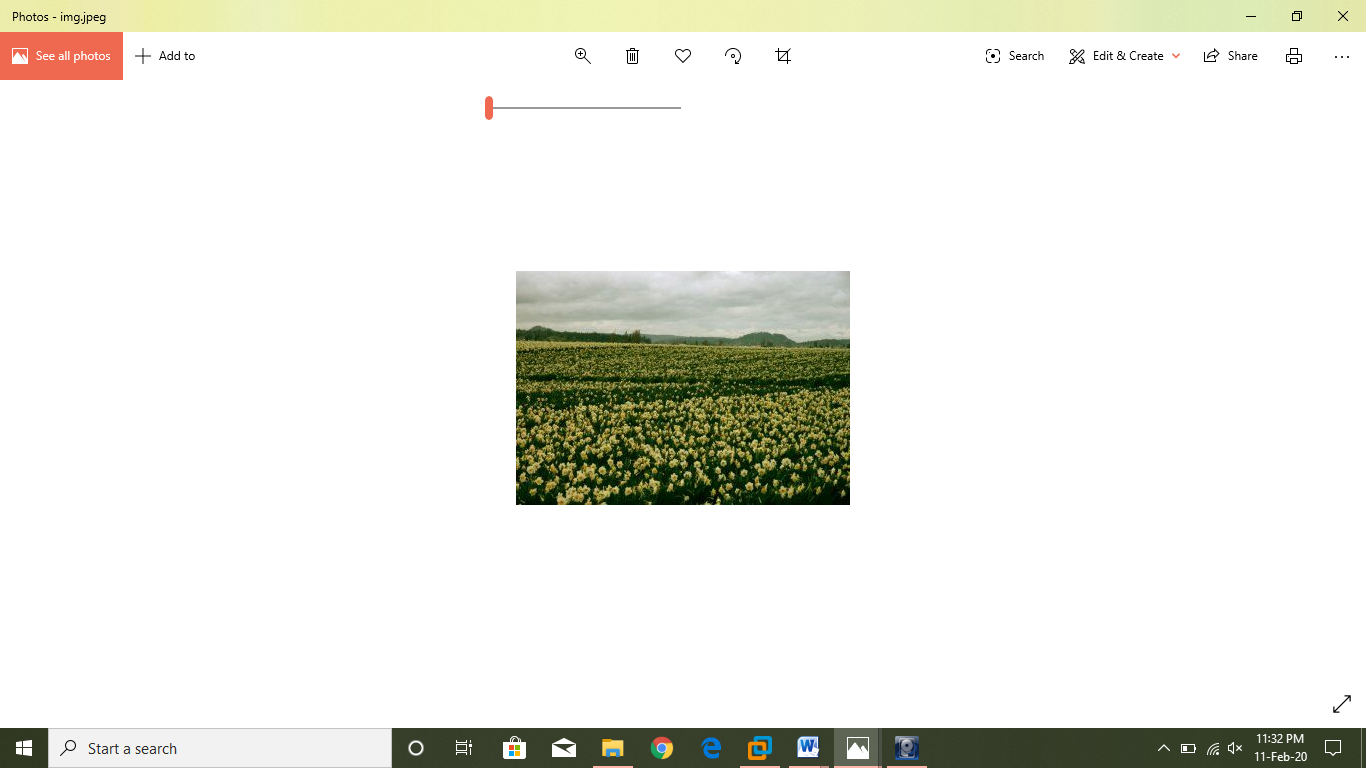 Photos - img.jpeg
See all photos
Add to
Search
Edit & Create
Share
Start a search
11:32 PM
11-Feb-20